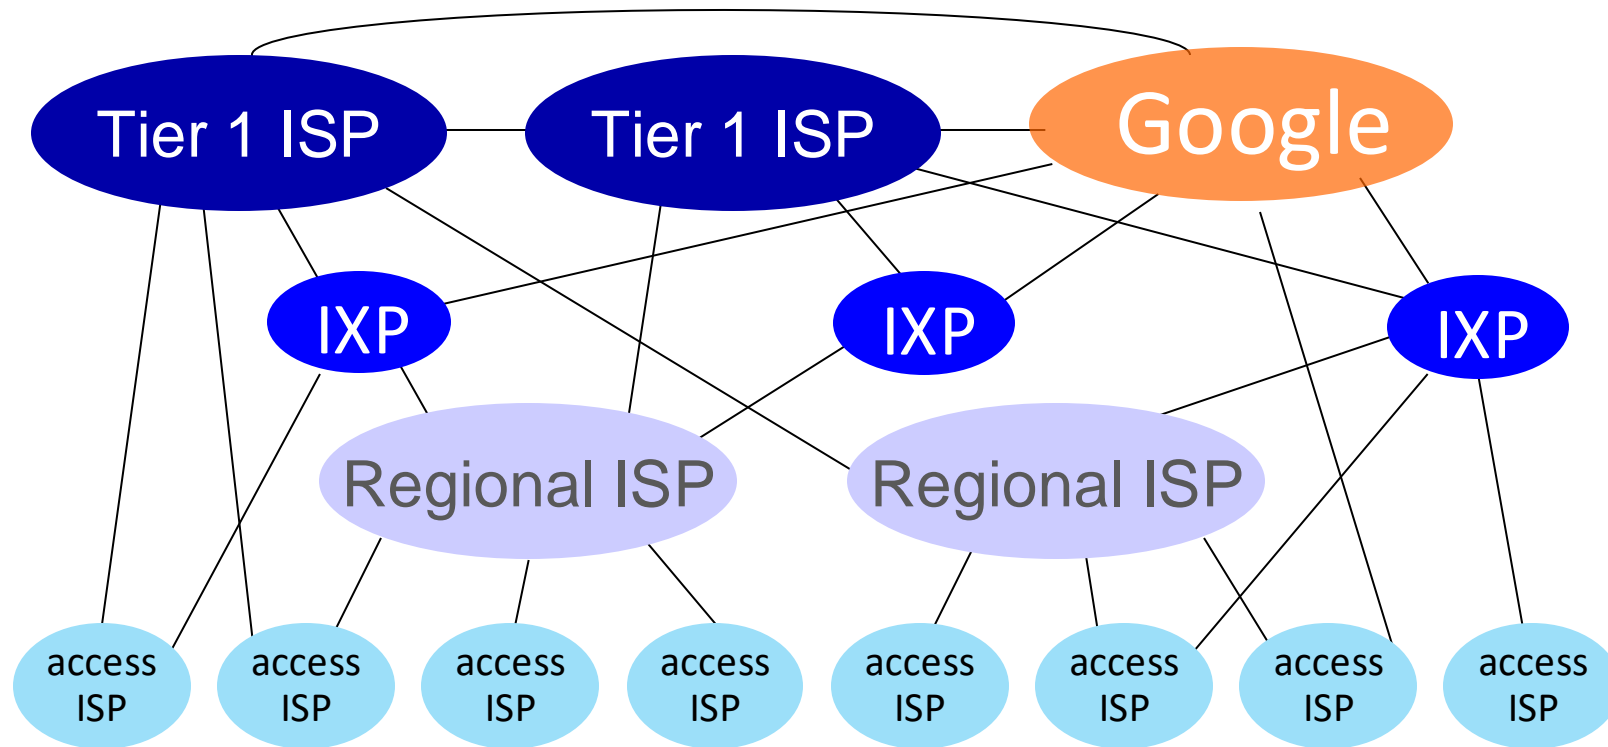 Tier 1 ISP
Tier 1 ISP
Google
IXP
IXP
IXP
Regional ISP
Regional ISP
access
ISP
access
ISP
access
ISP
access
ISP
access
ISP
access
ISP
access
ISP
access
ISP